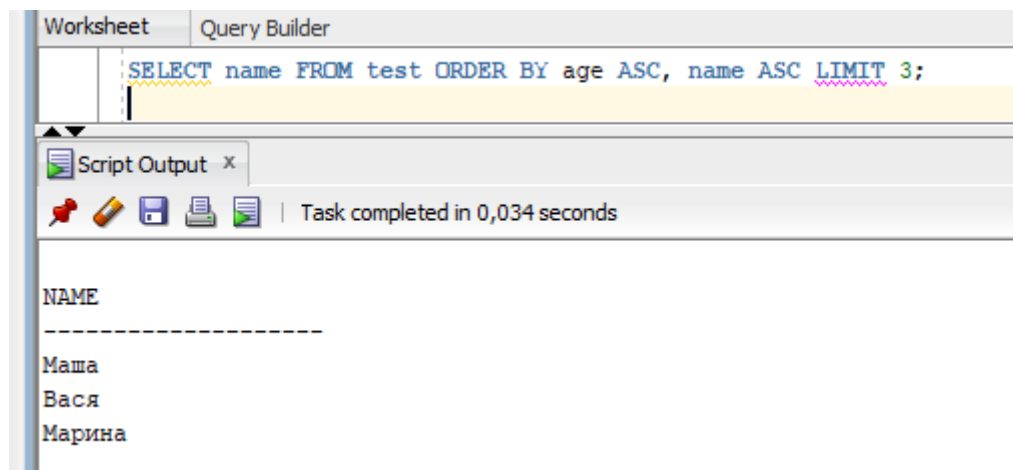 Worksheet Query Builder
SELECT name FROM test ORDER BY age ASC, name ASC LIMIT 3;
Script Output x
Task completed in 0,034 seconds
NAME
--------------------
Маша
Вася
Марина